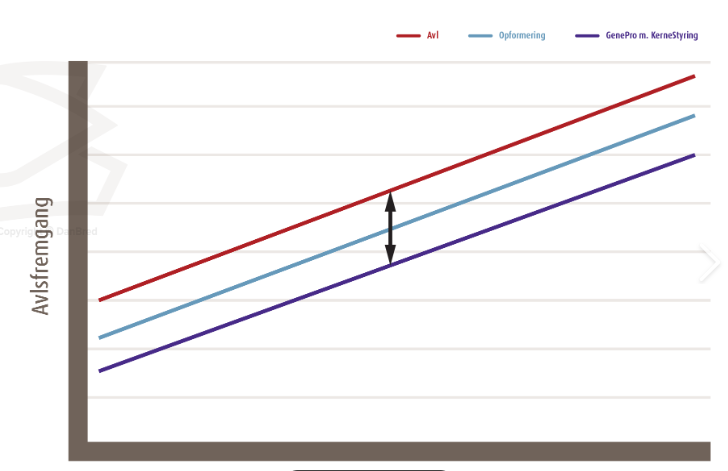 Avl
Opformering
GenePro m. KerneStyring
Avlsfremgang